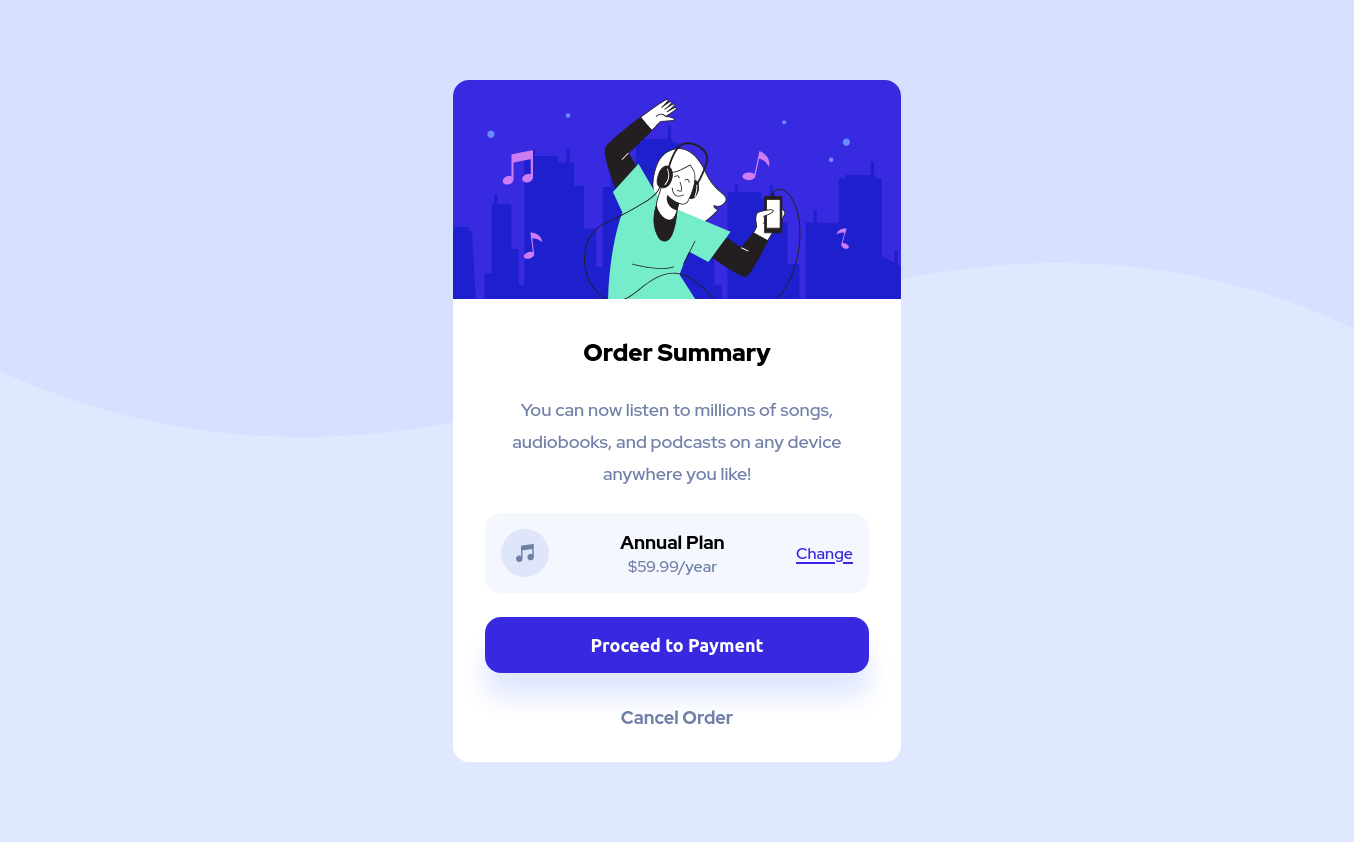 Order Summary
You can now listen to millions of songs,
audiobooks, and podcasts on any device
anywhere you like!
Annual Plan
$59.99/year
Change
Proceed to Payment
Cancel Order